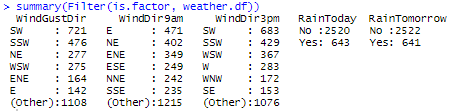 > summary(Filter(is.factor, weather.df))
WindGustDir WindDir9am WindDir3pm RainToday RainTomorrow
SW : 721 E : 471 SW : 683 No :2520 No :2522
SSW : 476 NE : 402 SSW : 429 Yes: 643 Yes: 641
NE : 277 ENE : 349 WSW : 367
WSW : 275 ESE : 249 W : 283
ENE : 164 NNE : 242 WNW : 172
E : 142 SSE : 235 SE : 153
(Other):1108 (Other):1215 (Other):1076